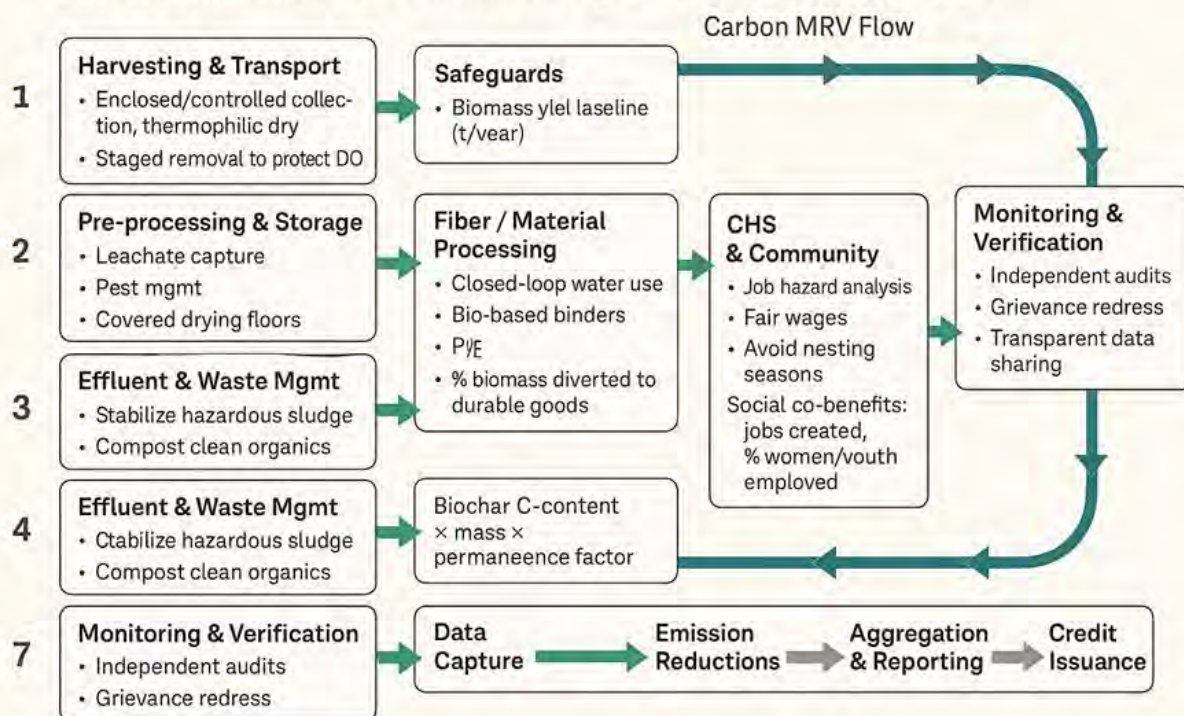 Carbon MRV Flow
1
Harvesting & Transport
• Enclosed/controlled collec-
tion, thermophilic dry
• Staged removal to protect DO
Safeguards
• Biomass ylel laseline
(t/vear)
2
Pre-processing & Storage
• Leachate capture
• Pest mgmt
• Covered drying floors
Fiber / Material
Processing
• Closed-loop water use
• Bio-based binders
• % biomass diverted to
durable goods
CHS
& Community
• Job hazard analysis
• Fair wages
• Avoid nesting
seasons
Social co-benefits:
jobs created,
% women/vouth
emploved
Monitoring &
Verification
• Independent audits
• Grievance redress
• Transparent data
sharing
3
Effluent & Waste Mgmt
• Stabilize hazardous sludge
• Compost clean organics
4
Effluent & Waste Mgmt
• Ctabilize hazardous sludge
• Compost clean organics
Biochar C-content
× mass ×
permaneence factor
7
Monitoring & Verification
• Independent audits
• Grievance redress
Data
Capture
Emission
Reductions
Aggregation
& Reporting
Credit
Issuance